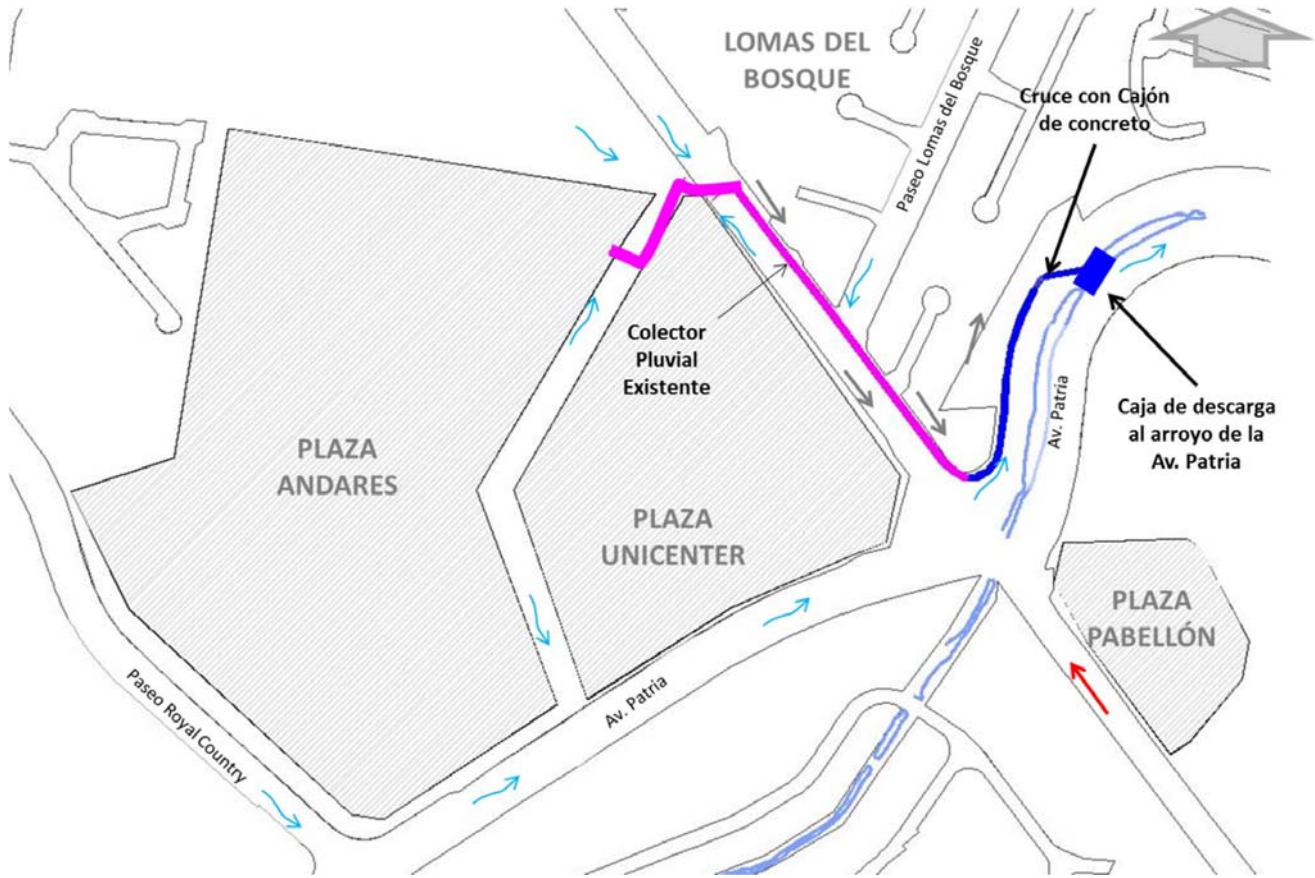 LOMAS DEL
BOSQUE
Paseo Lomas del Bosque
Cruce con Cajón
de concreto
Colector
Pluvial
Existente
Av. Patria
Caja de descarga
al arroyo de la
Av. Patria
PLAZA
ANDARES
PLAZA
UNICENTER
PLAZA
PABELLÓN
Paseo Royal Country
Av. Patria